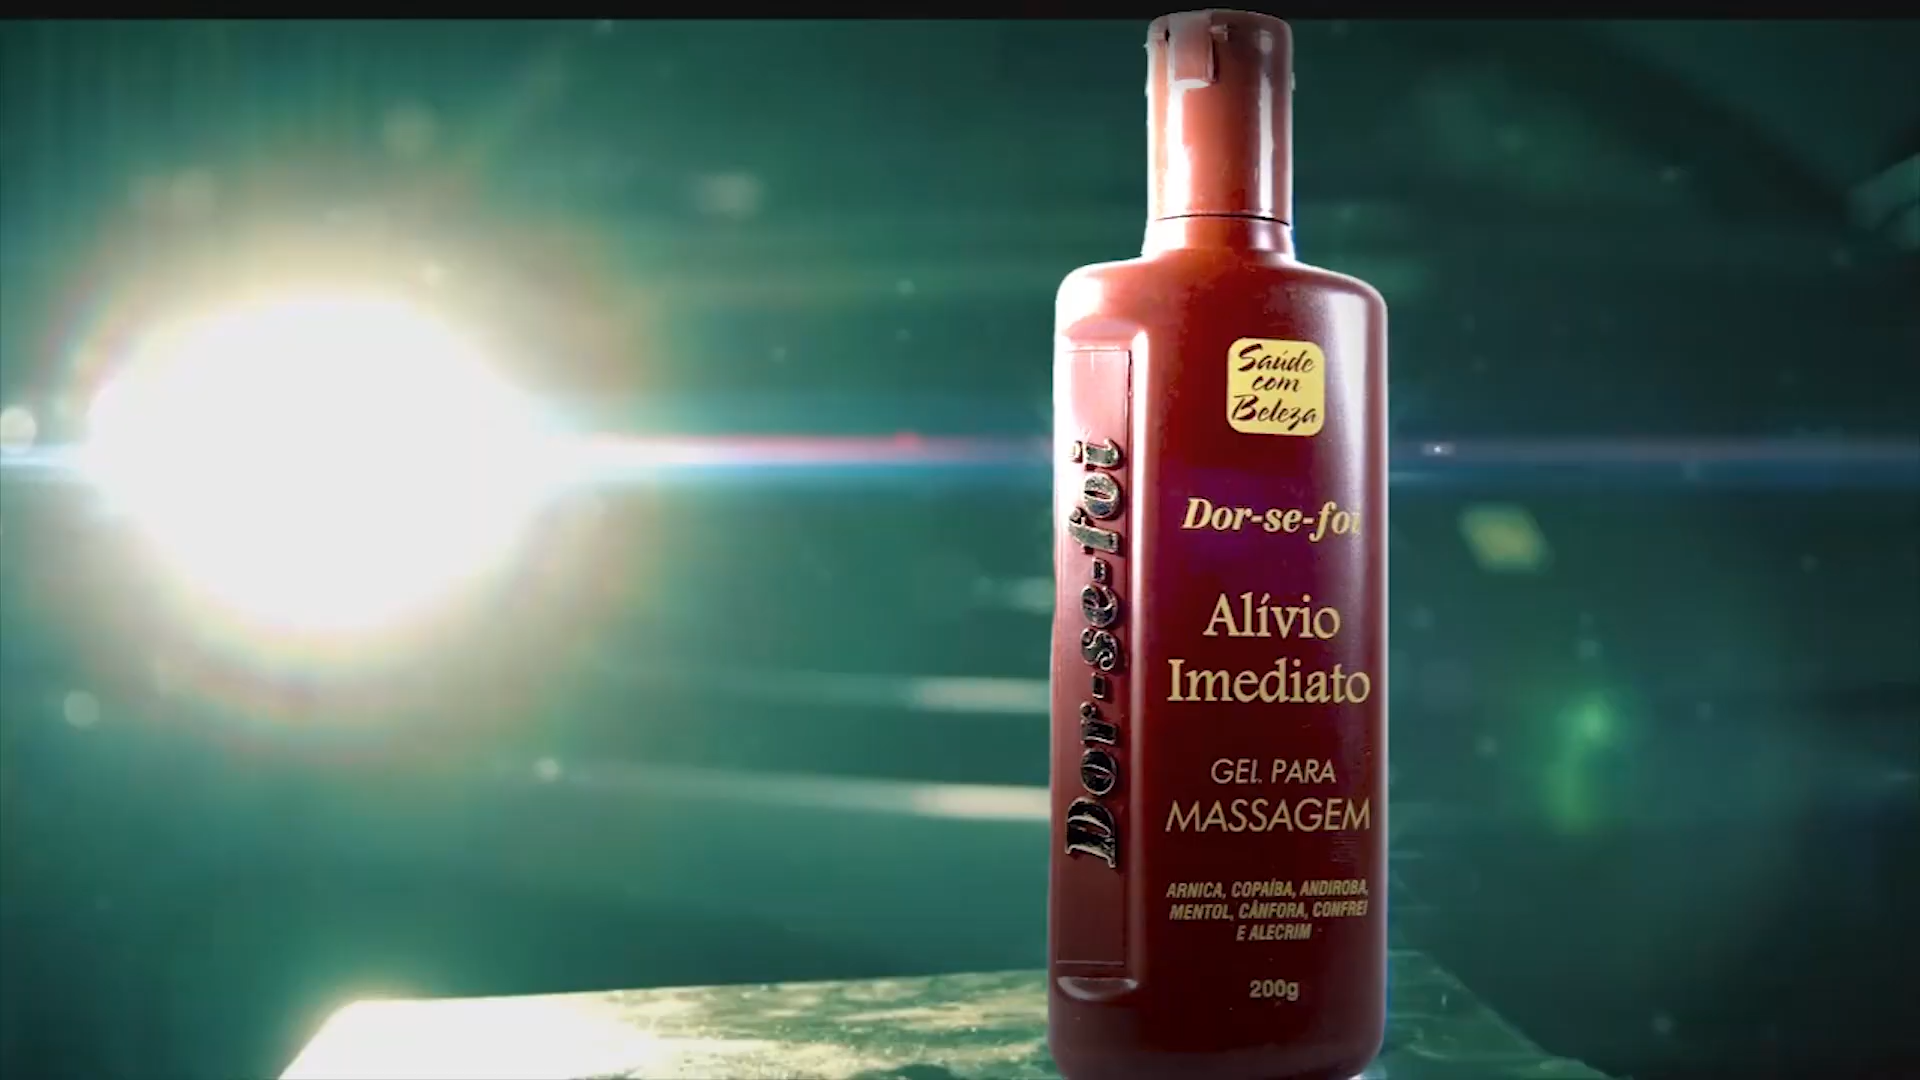 Saúde
com
Beleza
Dor-se-foi
Dor-se-foi
Alívio
Imediato
GEL PARA
MASSAGEM
ARNICA, COPAÍBA, ANDIROBA,
MENTOL, CÂNFORA, CONFREI
E ALECRIM
200g